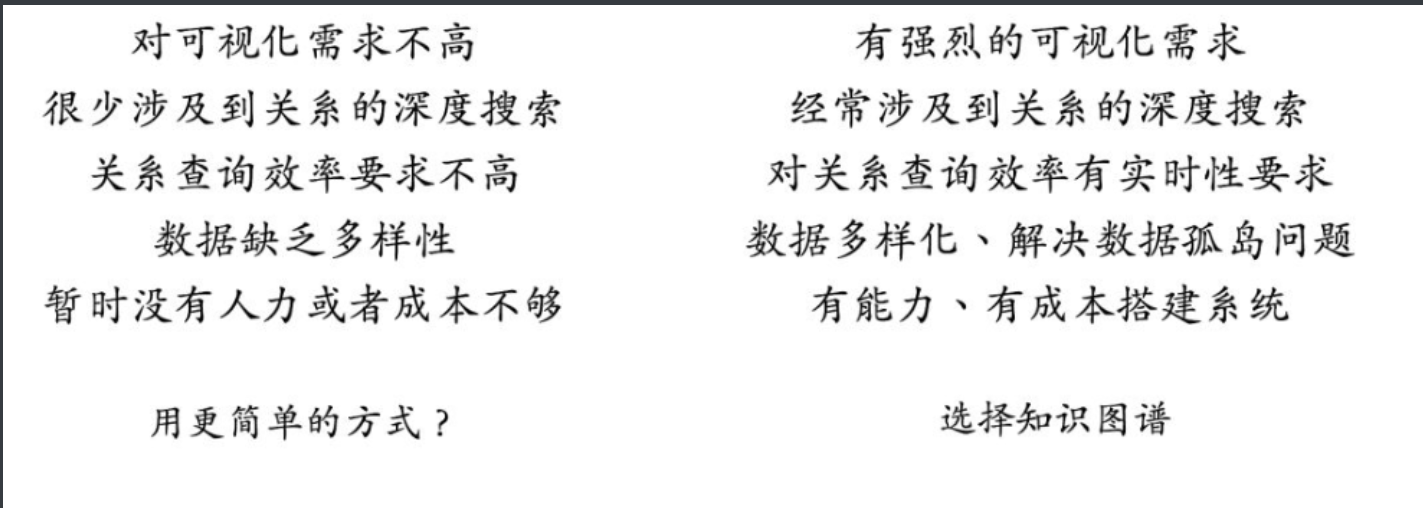 对可视化需求不高
很少涉及到关系的深度搜索
关系查询效率要求不高
数据缺乏多样性
暂时没有人力或者成本不够
用更简单的方式?
有强烈的可视化需求
经常涉及到关系的深度搜索
对关系查询效率有实时性要求
数据多样化、解决数据孤岛问题
有能力、有成本搭建系统
选择知识图谱